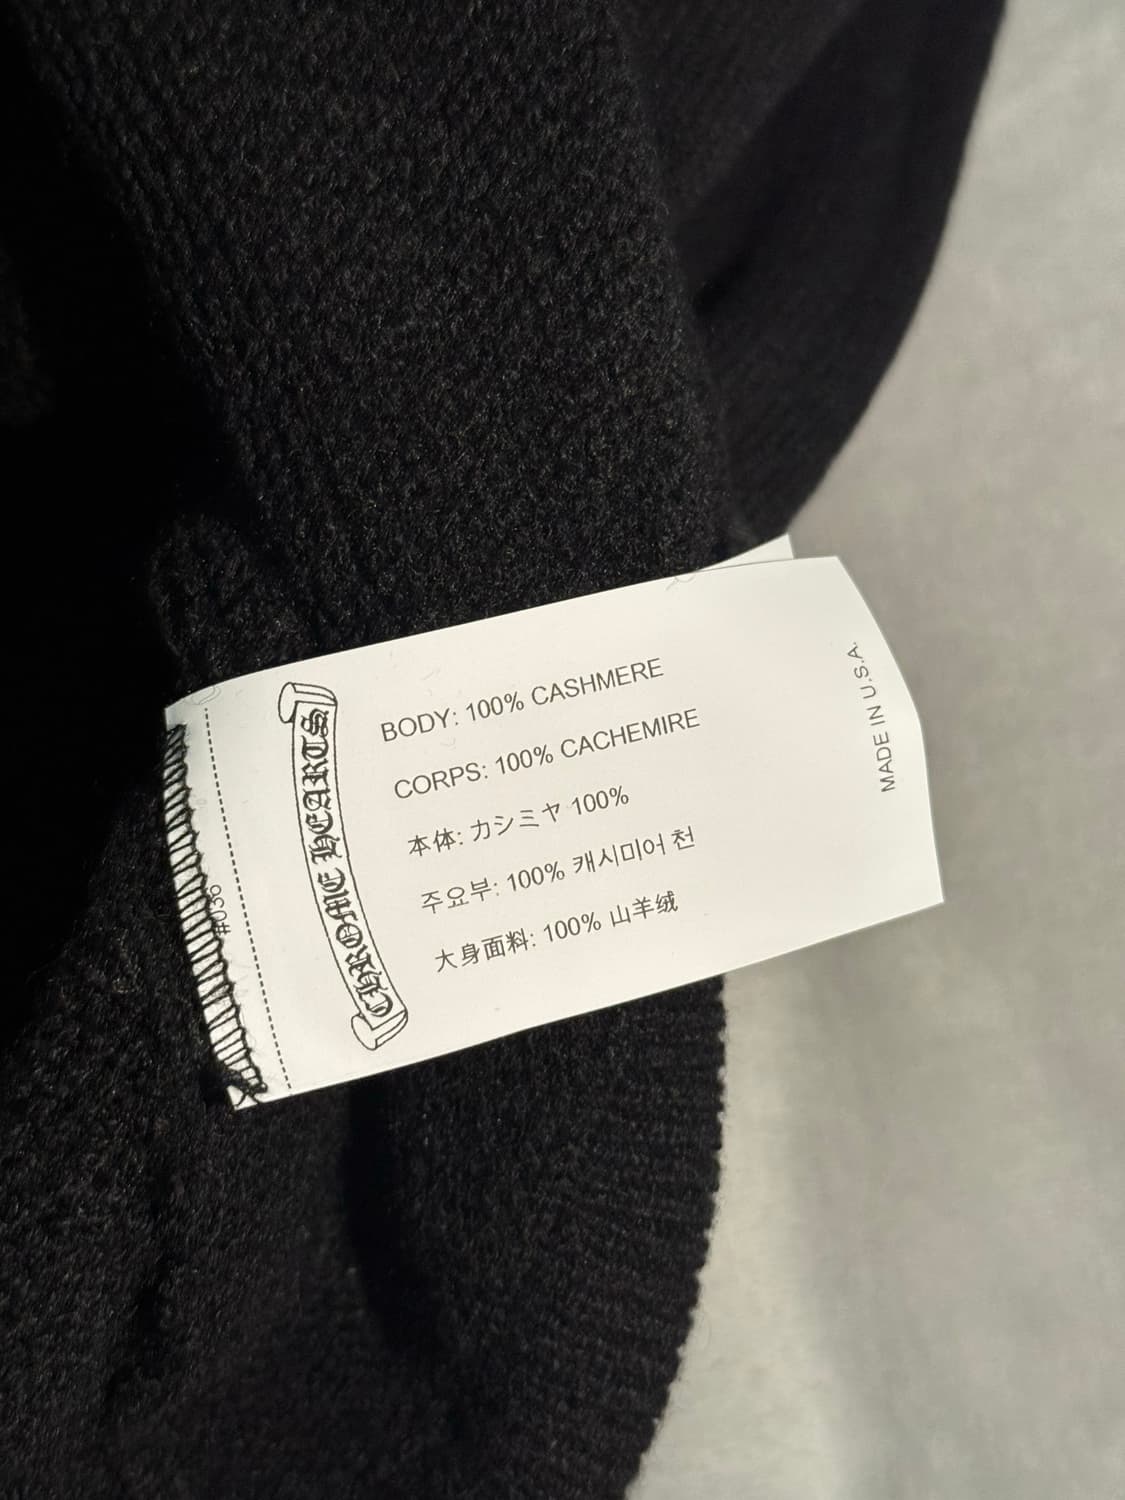 CHROME HEARTS
BODY: 100% CASHMERE
CORPS: 100% CACHEMIRE
本体: カシミヤ 100%
주요부: 100% 캐시미어 천
大身面料: 100% 山羊绒
MADE IN U.S.A.
#036